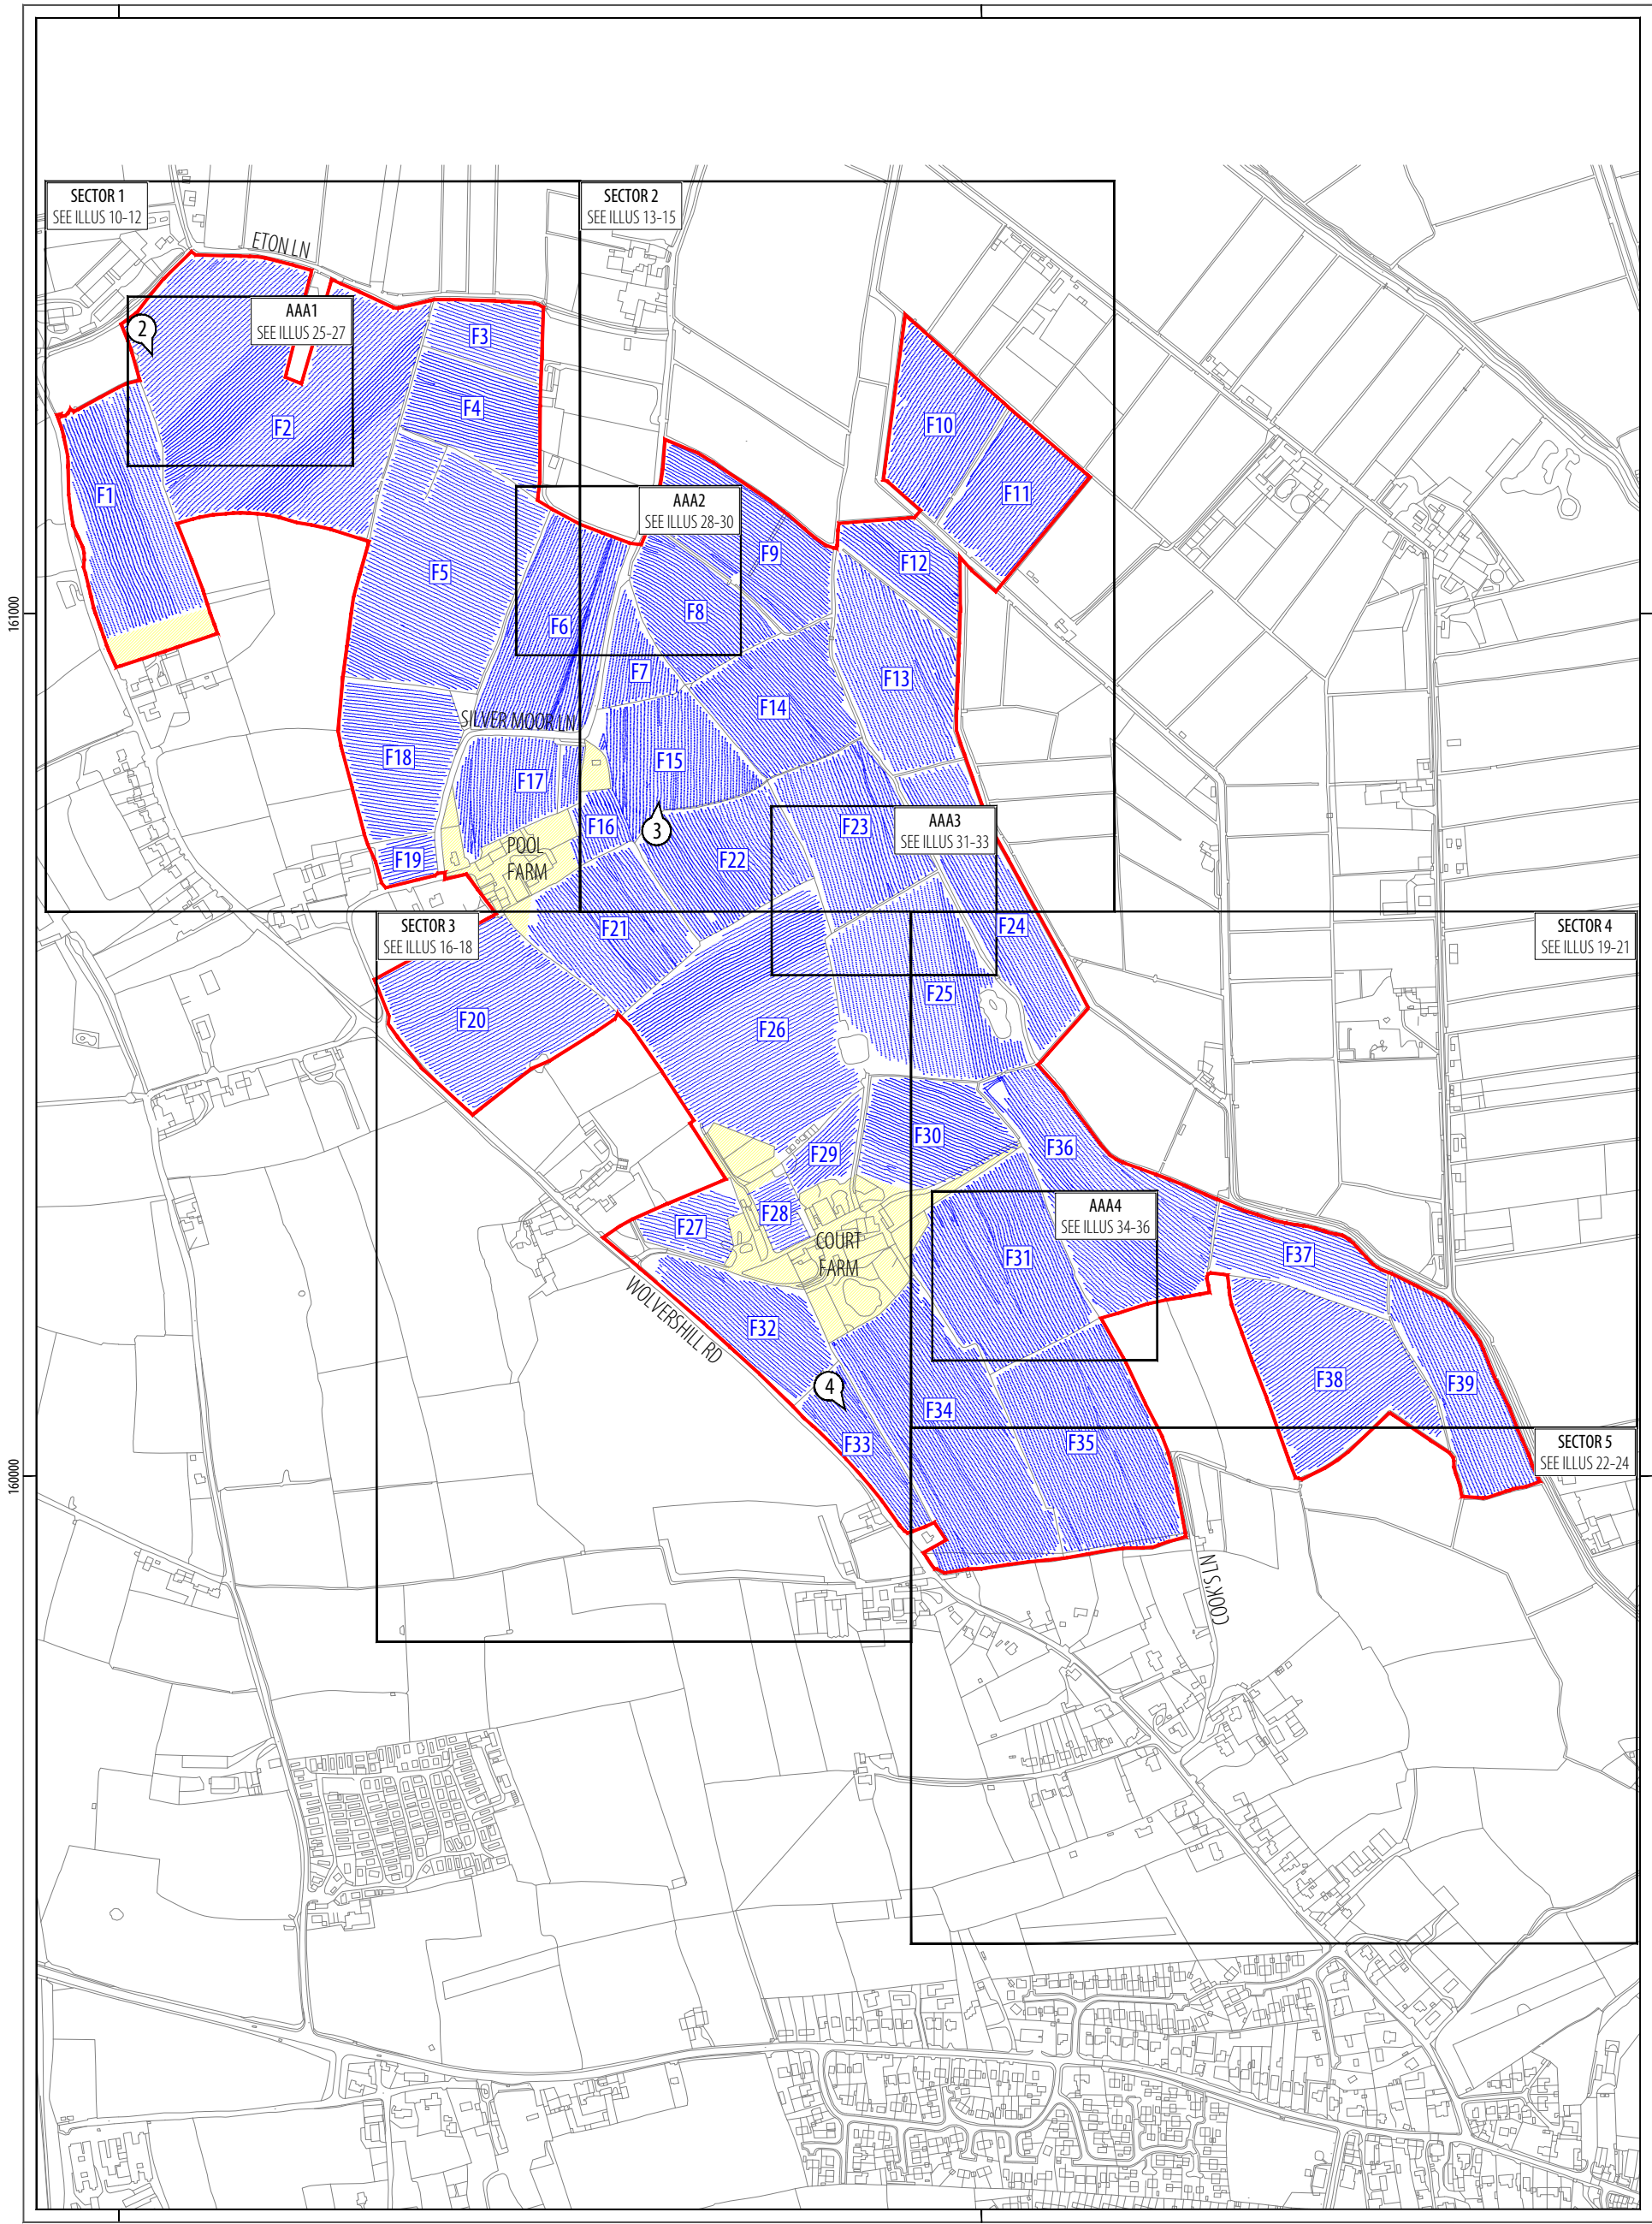 SECTOR 1
SEE ILLUS 10-12
SECTOR 2
SEE ILLUS 13-15
ETON LN
AAA1
SEE ILLUS 25-27
2
F3
F4
F2
F1
F10
F11
AAA2
SEE ILLUS 28-30
F9
F12
F5
F8
F6
161000
F7
F13
F14
SILVER MOOR LN
F18
F17
F15
F16
3
F19
POOL
FARM
F22
F23
AAA3
SEE ILLUS 31-33
SECTOR 3
SEE ILLUS 16-18
F21
F24
SECTOR 4
SEE ILLUS 19-21
F20
F26
F25
F29
F30
F36
F27
F28
AAA4
SEE ILLUS 34-36
COURT
FARM
F31
F37
WOLVERSHILL RD
F32
F38
F39
4
F34
F33
F35
SECTOR 5
SEE ILLUS 22-24
160000
COOK'S LN